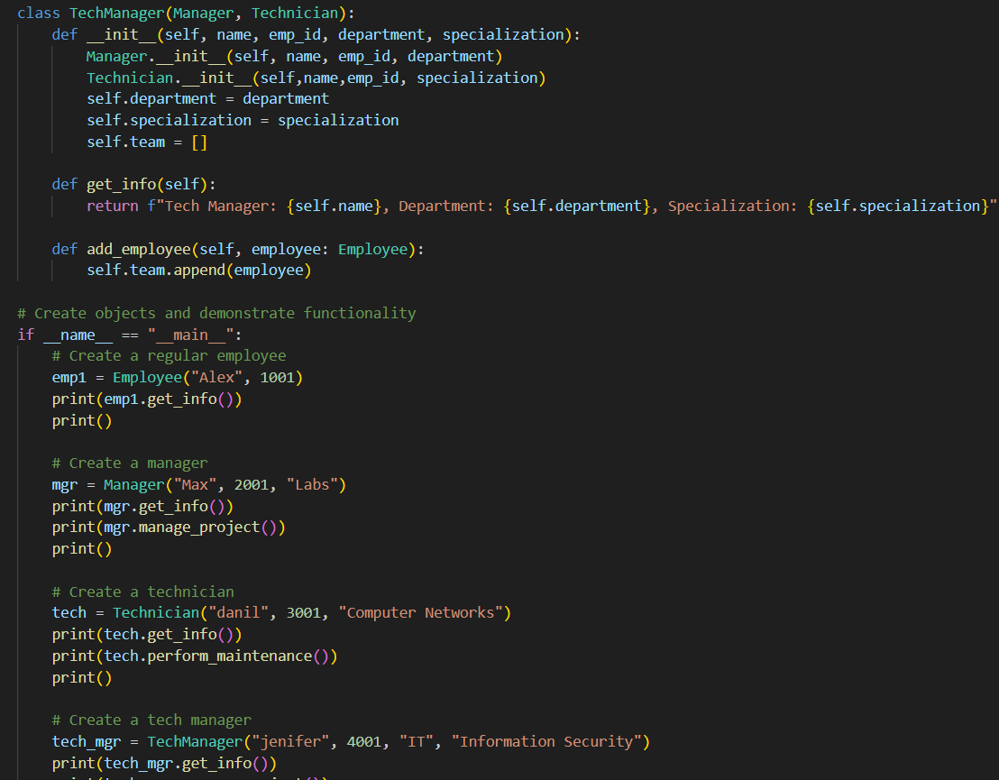 class TechManager(Manager, Technician):
    def __init__(self, name, emp_id, department, specialization):
        Manager.__init__(self, name, emp_id, department)
        Technician.__init__(self,name,emp_id, specialization)
        self.department = department
        self.specialization = specialization
        self.team = []

    def get_info(self):
        return f"Tech Manager: {self.name}, Department: {self.department}, Specialization: {self.specialization}"

    def add_employee(self, employee: Employee):
        self.team.append(employee)

# Create objects and demonstrate functionality
if __name__ == "__main__":
    # Create a regular employee
    emp1 = Employee("Alex", 1001)
    print(emp1.get_info())
    print()

    # Create a manager
    mgr = Manager("Max", 2001, "Labs")
    print(mgr.get_info())
    print(mgr.manage_project())
    print()

    # Create a technician
    tech = Technician("danil", 3001, "Computer Networks")
    print(tech.get_info())
    print(tech.perform_maintenance())
    print()

    # Create a tech manager
    tech_mgr = TechManager("jenifer", 4001, "IT", "Information Security")
    print(tech_mgr.get_info())